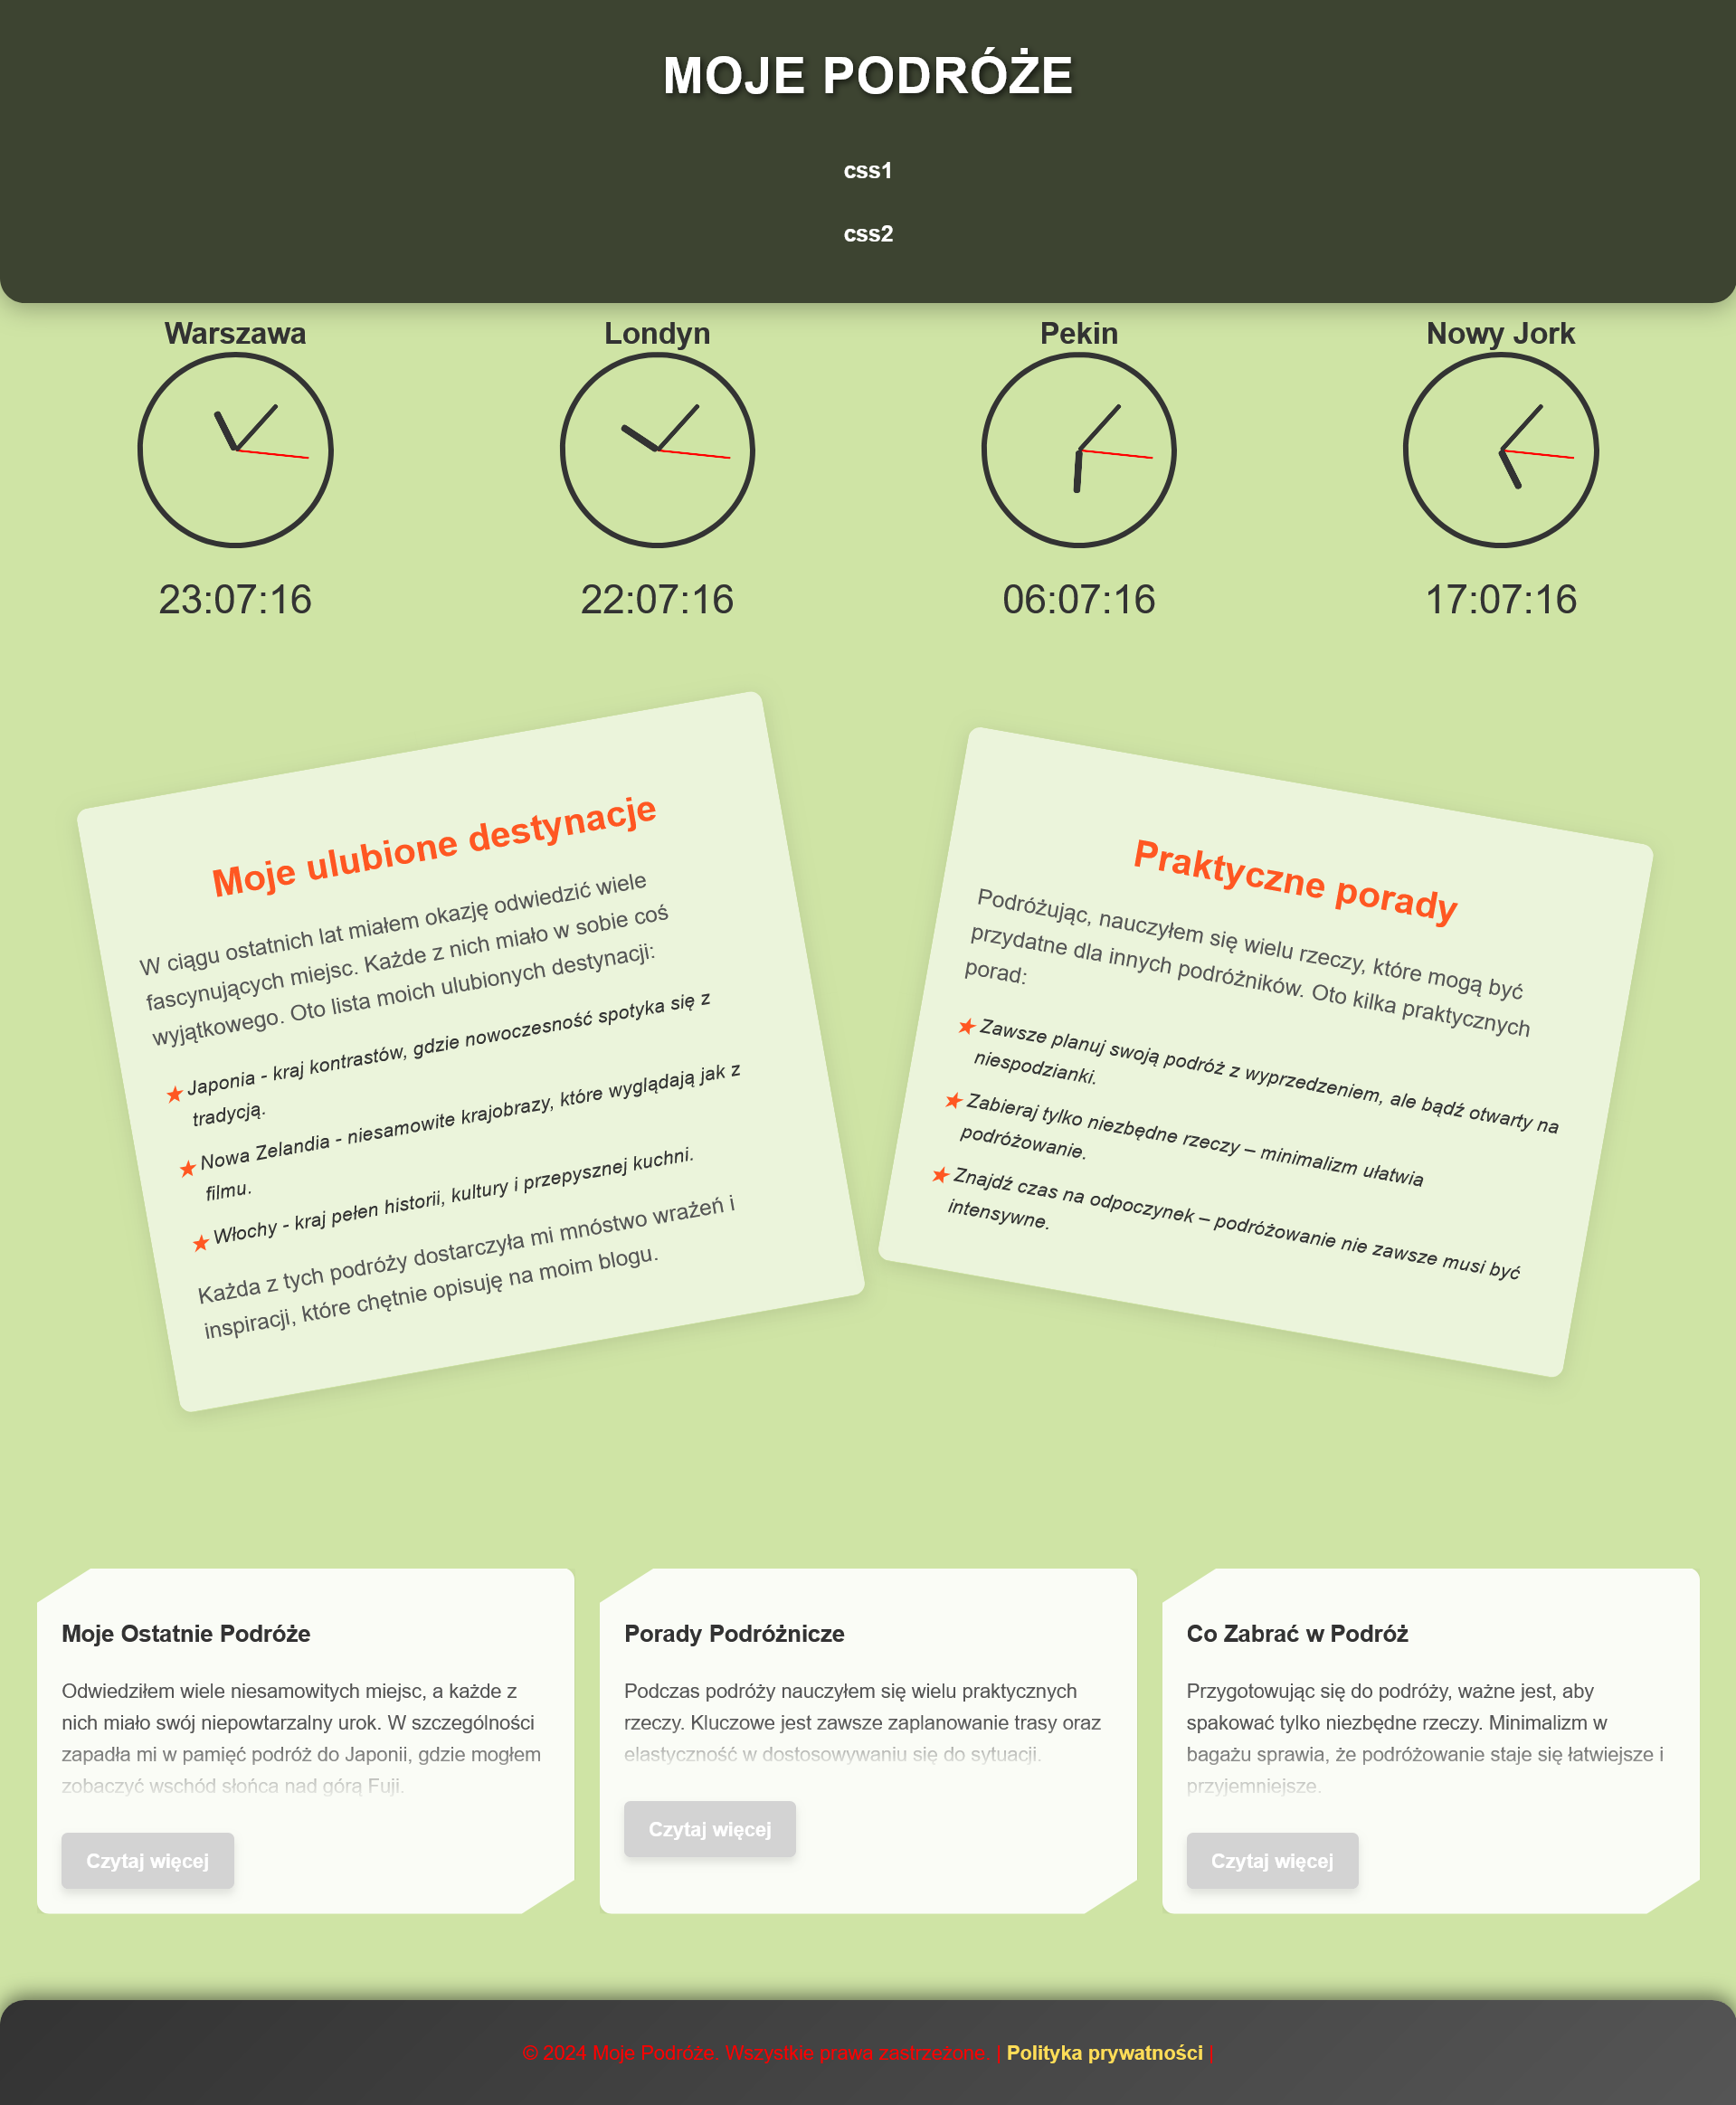 MOJE PODRÓŻE
css1
css2
Warszawa
Londyn
Pekin
Nowy Jork
23:07:16
22:07:16
06:07:16
17:07:16
Moje ulubione destynacje
W ciągu ostatnich lat miałem okazję odwiedzić wiele
fascynujących miejsc. Każde z nich miało w sobie coś
wyjątkowego. Oto lista moich ulubionych destynacji:
★ Japonia - kraj kontrastów, gdzie nowoczesność spotyka się z
tradycją.
★ Nowa Zelandia - niesamowite krajobrazy, które wyglądają jak z
filmu.
★ Włochy - kraj pełen historii, kultury i przepysznej kuchni.
Każda z tych podróży dostarczyła mi mnóstwo wrażeń i
inspiracji, które chętnie opisuję na moim blogu.
Praktyczne porady
Podróżując, nauczyłem się wielu rzeczy, które mogą być
przydatne dla innych podróżników. Oto kilka praktycznych
porad:
★ Zawsze planuj swoją podróż z wyprzedzeniem, ale bądź otwarty na
niespodzianki.
★ Zabieraj tylko niezbędne rzeczy – minimalizm ułatwia
podróżowanie.
★ Znajdź czas na odpoczynek – podróżowanie nie zawsze musi być
intensywne.
Moje Ostatnie Podróże
Odwiedziłem wiele niesamowitych miejsc, a każde z
nich miało swój niepowtarzalny urok. W szczególności
zapadła mi w pamięć podróż do Japonii, gdzie mogłem
zobaczyć wschód słońca nad górą Fuji.
Czytaj więcej
Porady Podróżnicze
Podczas podróży nauczyłem się wielu praktycznych
rzeczy. Kluczowe jest zawsze zaplanowanie trasy oraz
elastyczność w dostosowywaniu się do sytuacji.
Czytaj więcej
Co Zabrać w Podróż
Przygotowując się do podróży, ważne jest, aby
spakować tylko niezbędne rzeczy. Minimalizm w
bagażu sprawia, że podróżowanie staje się łatwiejsze i
przyjemniejsze.
Czytaj więcej
© 2024 Moje Podróże. Wszystkie prawa zastrzeżone. | Polityka prywatności |